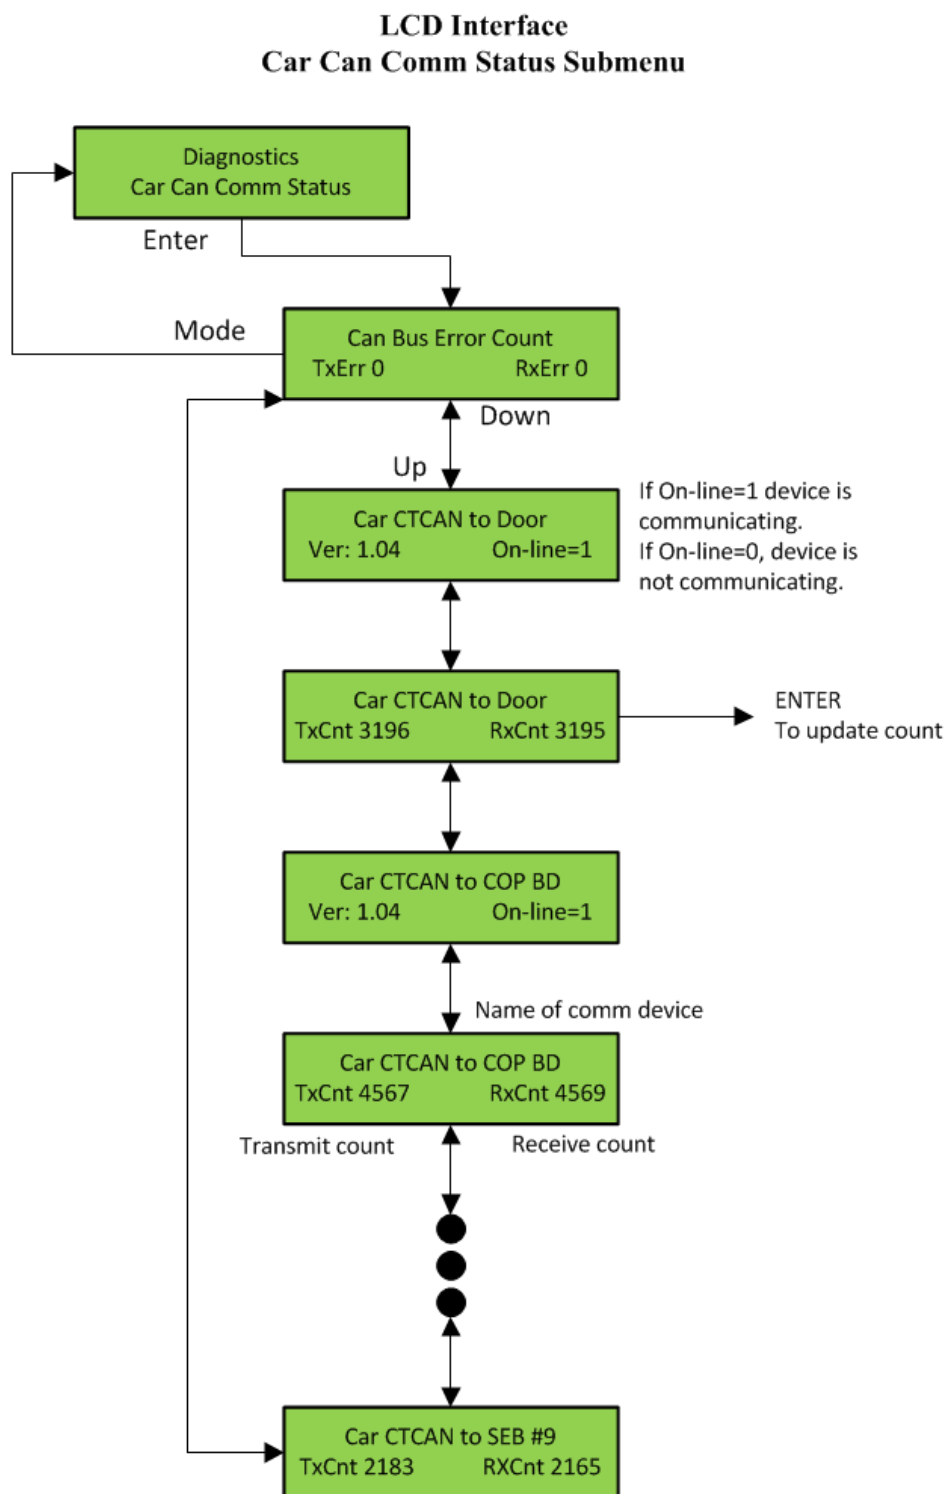 LCD Interface
Car Can Comm Status Submenu
Diagnostics
Car Can Comm Status
Enter
Mode
Can Bus Error Count
TxErr 0 RxErr 0
Down
Up
Car CTCAN to Door
Ver: 1.04 On-line=1
If On-line=1 device is
communicating.
If On-line=0, device is
not communicating.
Car CTCAN to Door
TxCnt 3196 RxCnt 3195
ENTER
To update count
Car CTCAN to COP BD
Ver: 1.04 On-line=1
Name of comm device
Car CTCAN to COP BD
TxCnt 4567 RxCnt 4569
Transmit count Receive count
Car CTCAN to SEB #9
TxCnt 2183 RXCnt 2165